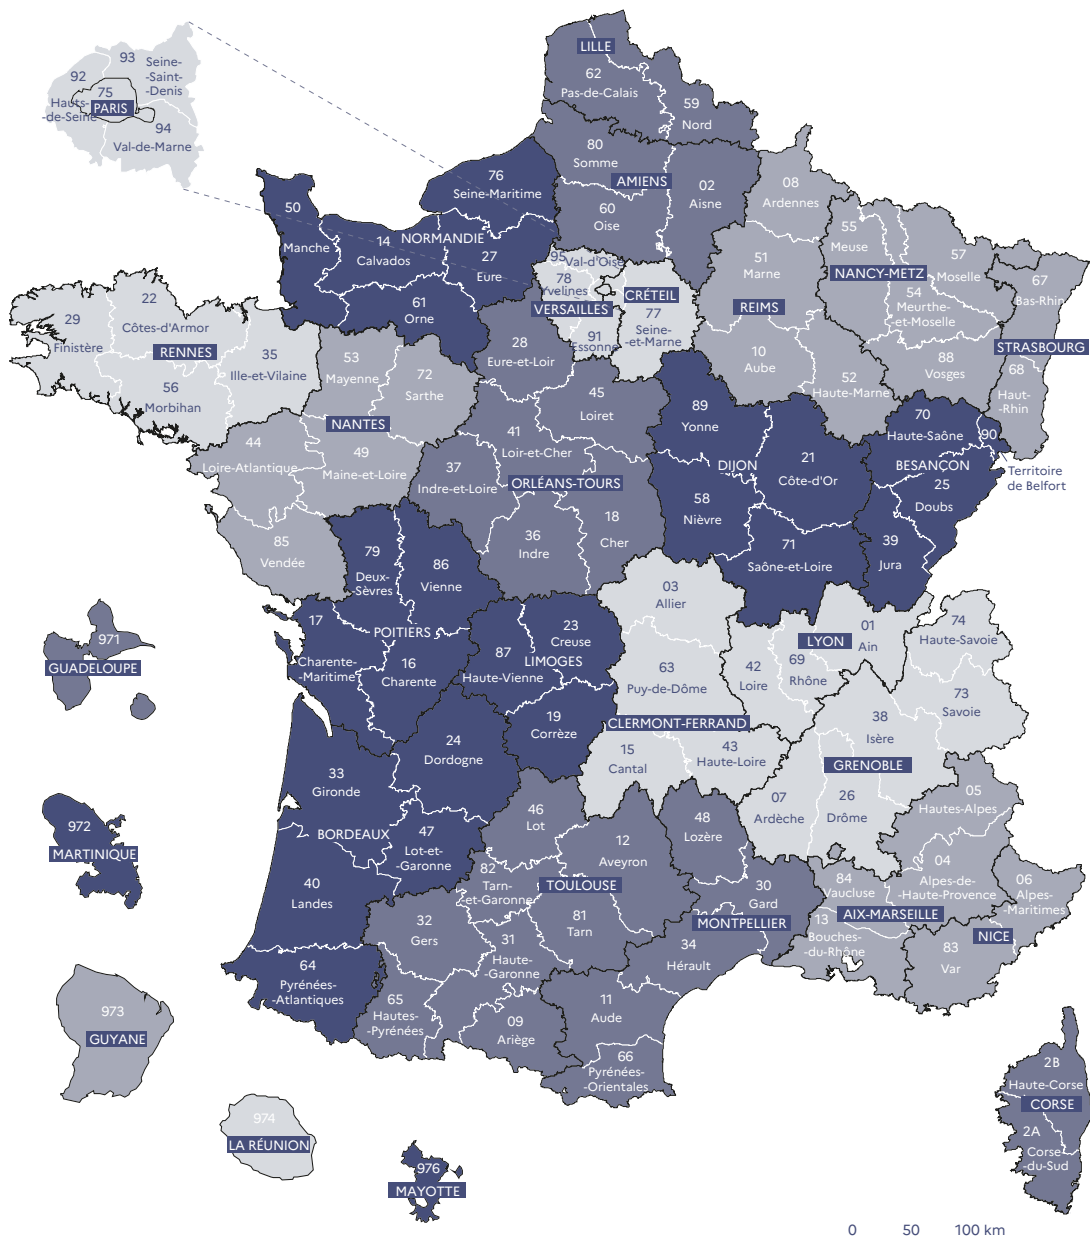 93
Seine-
-Saint-
-Denis
92
Hauts-
-de-Seine
75
PARIS
94
Val-de-Marne
LILLE
62
Pas-de-Calais
59
Nord
80
Somme
AMIENS
02
Aisne
60
Oise
76
Seine-Maritime
50
Manche
14
Calvados
NORMANDIE
27
Eure
61
Orne
08
Ardennes
51
Marne
REIMS
10
Aube
52
Haute-Marne
55
Meuse
NANCY-METZ
57
Moselle
54
Meurthe-
-et-Moselle
88
Vosges
67
Bas-Rhin
STRASBOURG
68
Haut-
-Rhin
95
Val-d'Oise
78
Yvelines
VERSAILLES
91
Essonne
CRÉTEIL
77
Seine-
-et-Marne
22
Côtes-d'Armor
29
Finistère
RENNES
35
Ille-et-Vilaine
56
Morbihan
53
Mayenne
72
Sarthe
NANTES
44
Loire-Atlantique
49
Maine-et-Loire
85
Vendée
28
Eure-et-Loir
45
Loiret
41
Loir-et-Cher
37
Indre-et-Loire
ORLÉANS-TOURS
18
Cher
36
Indre
89
Yonne
DIJON
21
Côte-d'Or
58
Nièvre
71
Saône-et-Loire
70
Haute-Saône
90
Territoire
de Belfort
BESANÇON
25
Doubs
39
Jura
79
Deux-
-Sèvres
86
Vienne
17
POITIERS
Charente-
-Maritime
16
Charente
23
Creuse
87
LIMOGES
Haute-Vienne
19
Corrèze
03
Allier
63
Puy-de-Dôme
CLERMONT-FERRAND
15
Cantal
43
Haute-Loire
LYON
01
Ain
42
Loire
69
Rhône
74
Haute-Savoie
73
Savoie
38
Isère
GRENOBLE
07
Ardèche
26
Drôme
24
Dordogne
33
Gironde
BORDEAUX
47
Lot-et-
-Garonne
40
Landes
64
Pyrénées-
-Atlantiques
46
Lot
12
Aveyron
82
Tarn-
-et-Garonne
TOULOUSE
81
Tarn
32
Gers
31
Haute-
-Garonne
65
Hautes-
-Pyrénées
09
Ariège
48
Lozère
30
Gard
MONTPELLIER
34
Hérault
11
Aude
66
Pyrénées-
-Orientales
05
Hautes-Alpes
04
Alpes-de-
-Haute-Provence
84
Vaucluse
AIX-MARSEILLE
13
Bouches-
-du-Rhône
06
Alpes-
-Maritimes
NICE
83
Var
2B
Haute-Corse
CORSE
2A
Corse-
-du-Sud
971
GUADELOUPE
972
MARTINIQUE
973
GUYANE
974
LA RÉUNION
976
MAYOTTE
0 50 100 km